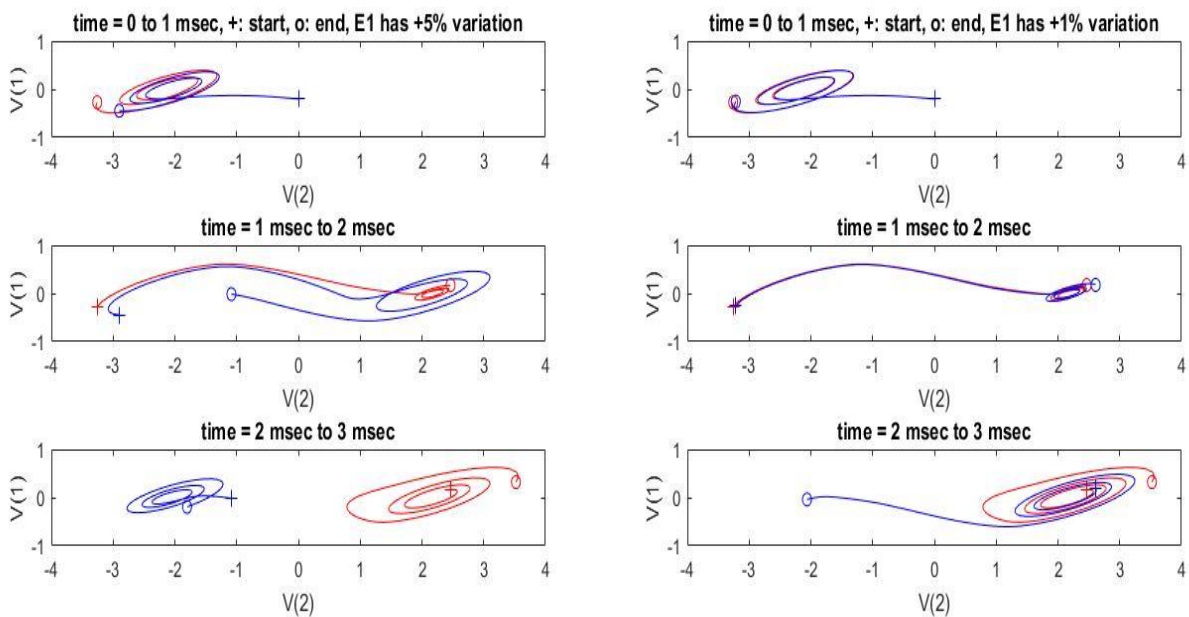 time = 0 to 1 msec, +: start, o: end, E1 has +5% variation
1
0
-1
V(1)
-4 -3 -2 -1 0 1 2 3 4
V(2)
time = 0 to 1 msec, +: start, o: end, E1 has +1% variation
1
0
-1
V(1)
-4 -3 -2 -1 0 1 2 3 4
V(2)
time = 1 msec to 2 msec
1
0
-1
V(1)
-4 -3 -2 -1 0 1 2 3 4
V(2)
time = 1 msec to 2 msec
1
0
-1
V(1)
-4 -3 -2 -1 0 1 2 3 4
V(2)
time = 2 msec to 3 msec
1
0
-1
V(1)
-4 -3 -2 -1 0 1 2 3 4
V(2)
time = 2 msec to 3 msec
1
0
-1
V(1)
-4 -3 -2 -1 0 1 2 3 4
V(2)